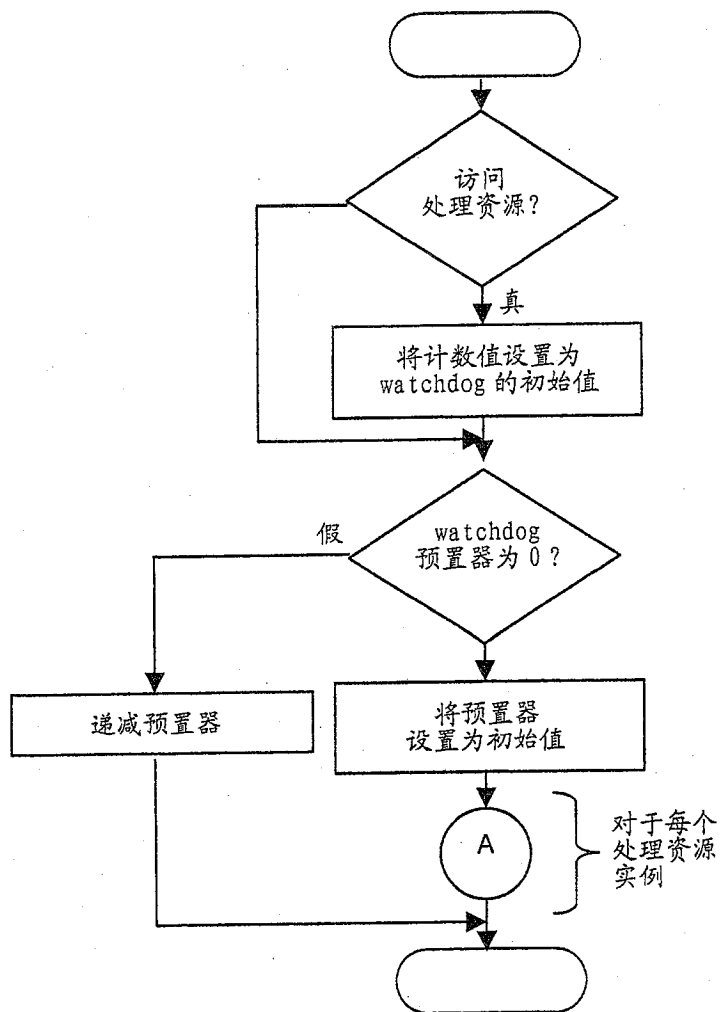 访问
处理资源？
真
将计数值设置为
watchdog 的初始值
假
watchdog
预置器为 0？
递减预置器
将预置器
设置为初始值
A
对于每个
处理资源
实例